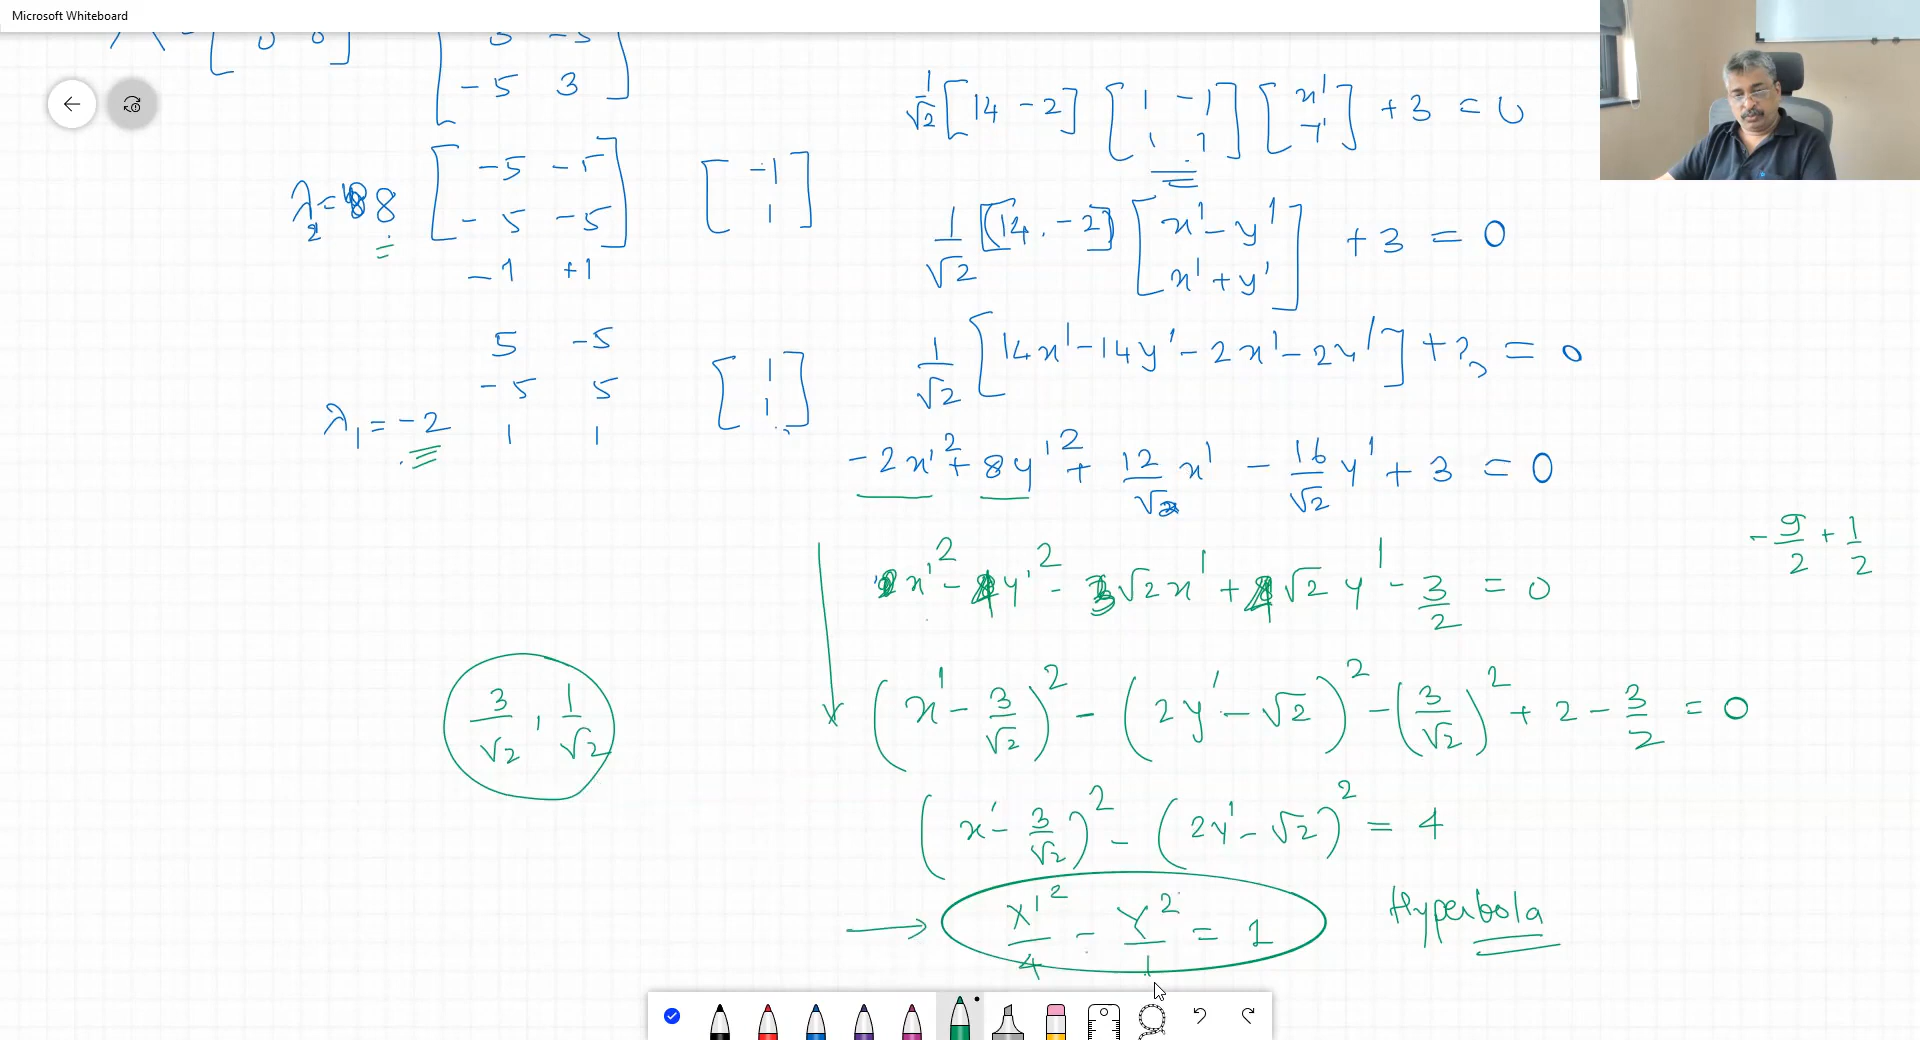 Microsoft Whiteboard
0 0
3 -5
-5 3
λ₂ = 8
[-5 -5]
[-5 -5]
-1 +1
[-1]
[1]
5 -5
-5 5
λ₁ = -2
1 1
[1]
[1]
1/√2 [14 -2] [1 -1; 1 1] [x'; Y'] + 3 = 0
1/√2 [14, -2] [x' - y'; x' + y'] + 3 = 0
1/√2 [14x' - 14y' - 2x' - 2y'] + 3 = 0
-2x'² + 8y'² + 12/√2 x' - 16/√2 y' + 3 = 0
-9/2 + 1/2
x'² - 4y'² - 3√2 x' + 4√2 y' - 3/2 = 0
(x' - 3/√2)² - (2y' - √2)² - (3/√2)² + 2 - 3/2 = 0
3/√2, 1/√2
(x' - 3/√2)² - (2y' - √2)² = 4
X'²/4 - Y²/1 = 1
Hyperbola